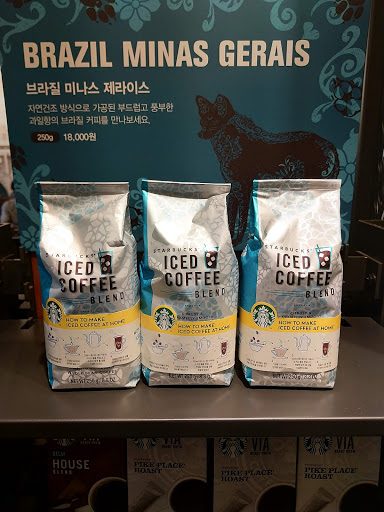 BRAZIL MINAS GERAIS
브라질 미나스 제라이스
자연건조 방식으로 가공된 부드럽고 풍부한
과일향의 브라질 커피를 만나보세요.
250g 18,000원
STARBUCKS
ICED
COFFEE
BLEND
HOW TO MAKE
ICED COFFEE AT HOME
STARBUCKS
ICED
COFFEE
BLEND
HOW TO MAKE
ICED COFFEE AT HOME
STARBUCKS
ICED
COFFEE
BLEND
HOW TO MAKE
ICED COFFEE AT HOME
DECAF
HOUSE
BLEND
VIA
PIKE PLACE
ROAST
VIA
PIKE PLACE
ROAST
VIA